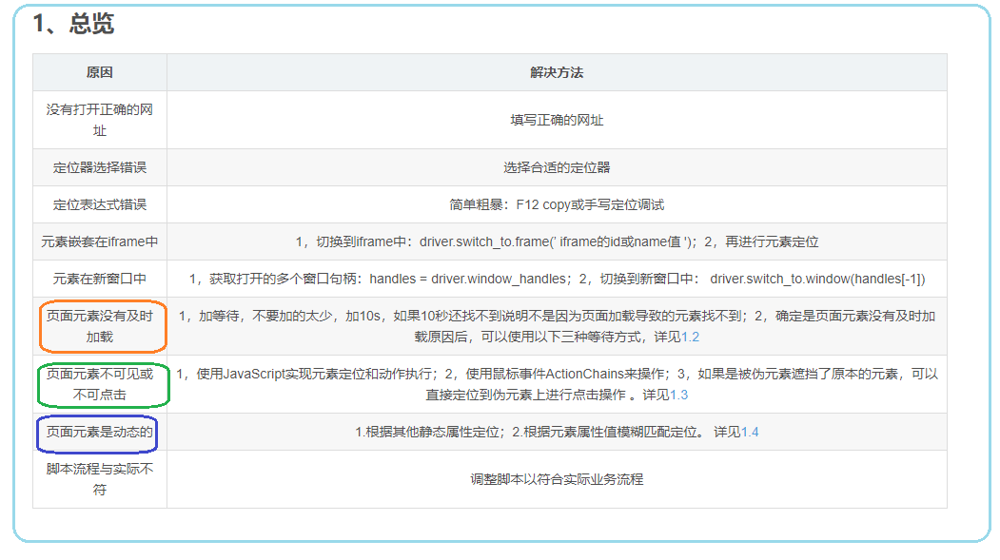 1、总览
原因
解决方法
没有打开正确的网
址
填写正确的网址
定位器选择错误
选择合适的定位器
定位表达式错误
简单粗暴：F12 copy或手写定位调试
元素嵌套在iframe中
1，切换到iframe中：driver.switch_to.frame(' iframe的id或name值 ')；2，再进行元素定位
元素在新窗口中
1，获取打开的多个窗口句柄：handles = driver.window_handles；2，切换到新窗口中： driver.switch_to.window(handles[-1])
页面元素没有及时
加载
1，加等待，不要加的太少，加10s，如果10秒还找不到说明不是因为页面加载导致的元素找不到；2，确定是页面元素没有及时加
载原因后，可以使用以下三种等待方式，详见1.2
页面元素不可见或
不可点击
1，使用JavaScript实现元素定位和动作执行；2，使用鼠标事件ActionChains来操作；3，如果是被伪元素遮挡了原本的元素，可以
直接定位到伪元素上进行点击操作 。详见1.3
页面元素是动态的
1.根据其他静态属性定位；2.根据元素属性值模糊匹配定位。 详见1.4
脚本流程与实际不
符
调整脚本以符合实际业务流程